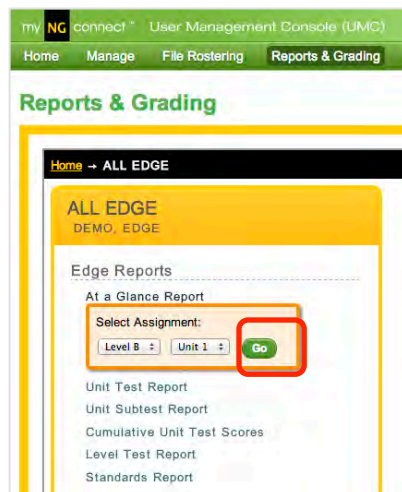 my NG connect™ User Management Console (UMC)
Home Manage File Rostering Reports & Grading
Reports & Grading
Home → ALL EDGE
ALL EDGE
DEMO, EDGE
Edge Reports
At a Glance Report
Select Assignment:
Level B Unit 1 Go
Unit Test Report
Unit Subtest Report
Cumulative Unit Test Scores
Level Test Report
Standards Report